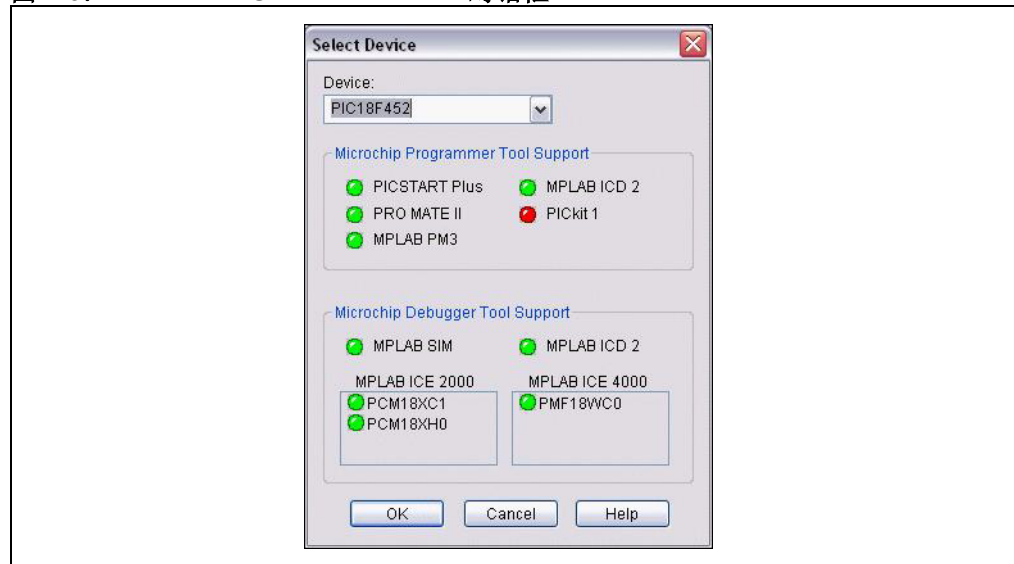 Select Device
Device:
PIC18F452
Microchip Programmer Tool Support
PICSTART Plus MPLAB ICD 2
PRO MATE II PICkit 1
MPLAB PM3
Microchip Debugger Tool Support
MPLAB SIM MPLAB ICD 2
MPLAB ICE 2000 MPLAB ICE 4000
PCM18XC1 PMF18WC0
PCM18XH0
OK Cancel Help